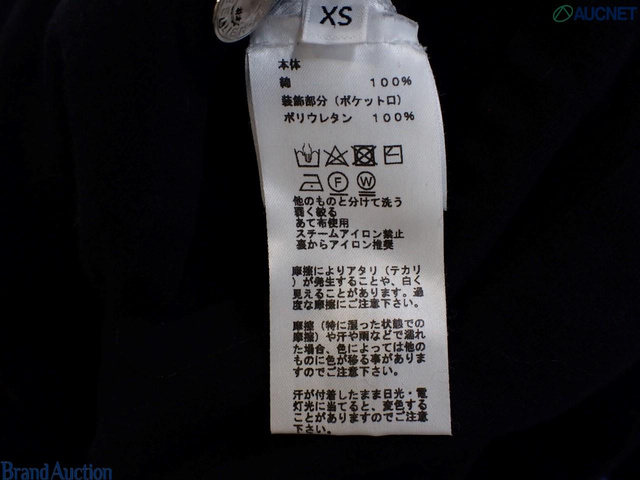 XS
AUCNET
本体
綿 100%
装飾部分（ポケット口）
ポリウレタン 100%
F W
他のものと分けて洗う
弱く絞る
あて布使用
スチームアイロン禁止
裏からアイロン推奨
摩擦によりアタリ（テカリ
）が発生することや、白く
見えることがあります。過
度な摩擦にご注意下さい。
摩擦（特に湿った状態での
摩擦）や汗や雨などで濡れ
た場合、色によっては他の
ものに色が移る事がありま
すのでご注意下さい。
汗が付着したまま日光・電
灯光に当てると、変色する
ことがありますのでご注意
下さい。
Brand Auction